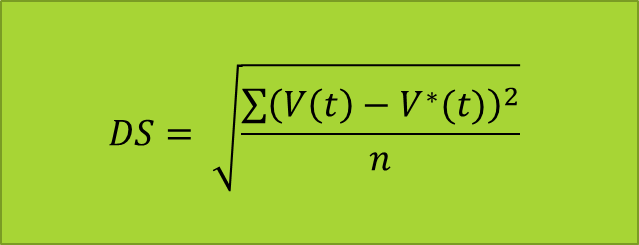 DS = √(∑(V(t) − V*(t))² / n)